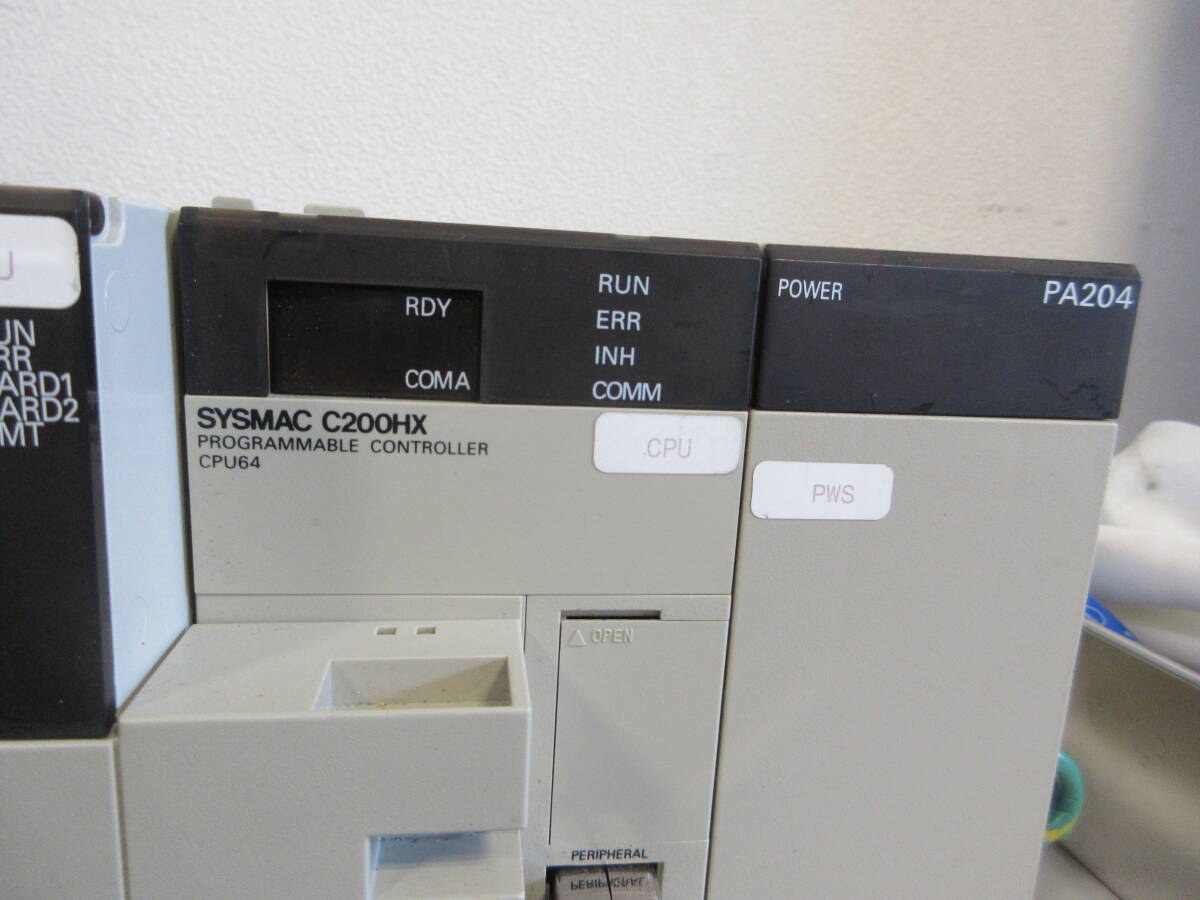 U
UN
RR
ARD1
ARD2
MT
RDY
COMA
RUN
ERR
INH
COMM
SYSMAC C200HX
PROGRAMMABLE CONTROLLER
CPU64
CPU
POWER
PA204
PWS
△ OPEN
PERIPHERAL
PERIPHERAL